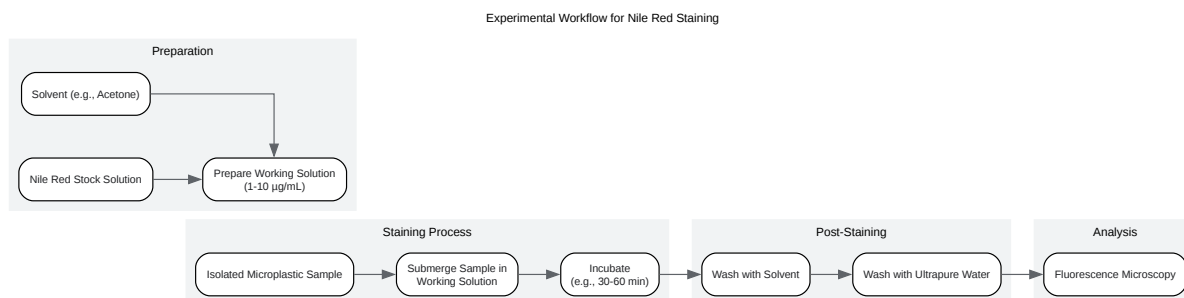 Experimental Workflow for Nile Red Staining
Preparation
Solvent (e.g., Acetone)
Nile Red Stock Solution
Prepare Working Solution
(1-10 µg/mL)
Staining Process
Isolated Microplastic Sample
Submerge Sample in
Working Solution
Incubate
(e.g., 30-60 min)
Post-Staining
Wash with Solvent
Wash with Ultrapure Water
Analysis
Fluorescence Microscopy